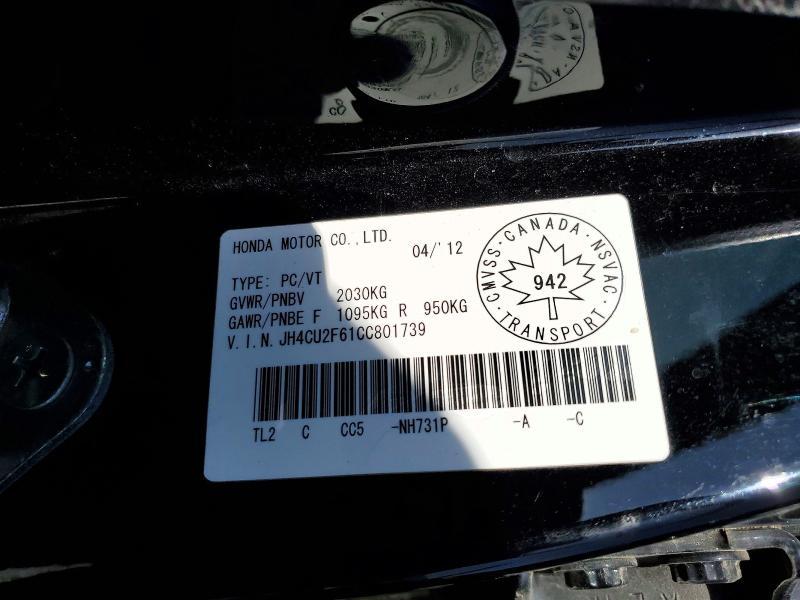 HONDA MOTOR CO.,LTD. 04/'12
TYPE: PC/VT
GVWR/PNBV 2030KG
GAWR/PNBE F 1095KG R 950KG
V.I.N. JH4CU2F61CC801739
CMVSS · CANADA · NSVAC · TRANSPORT ·
942
TL2 C CC5 -NH731P -A -C